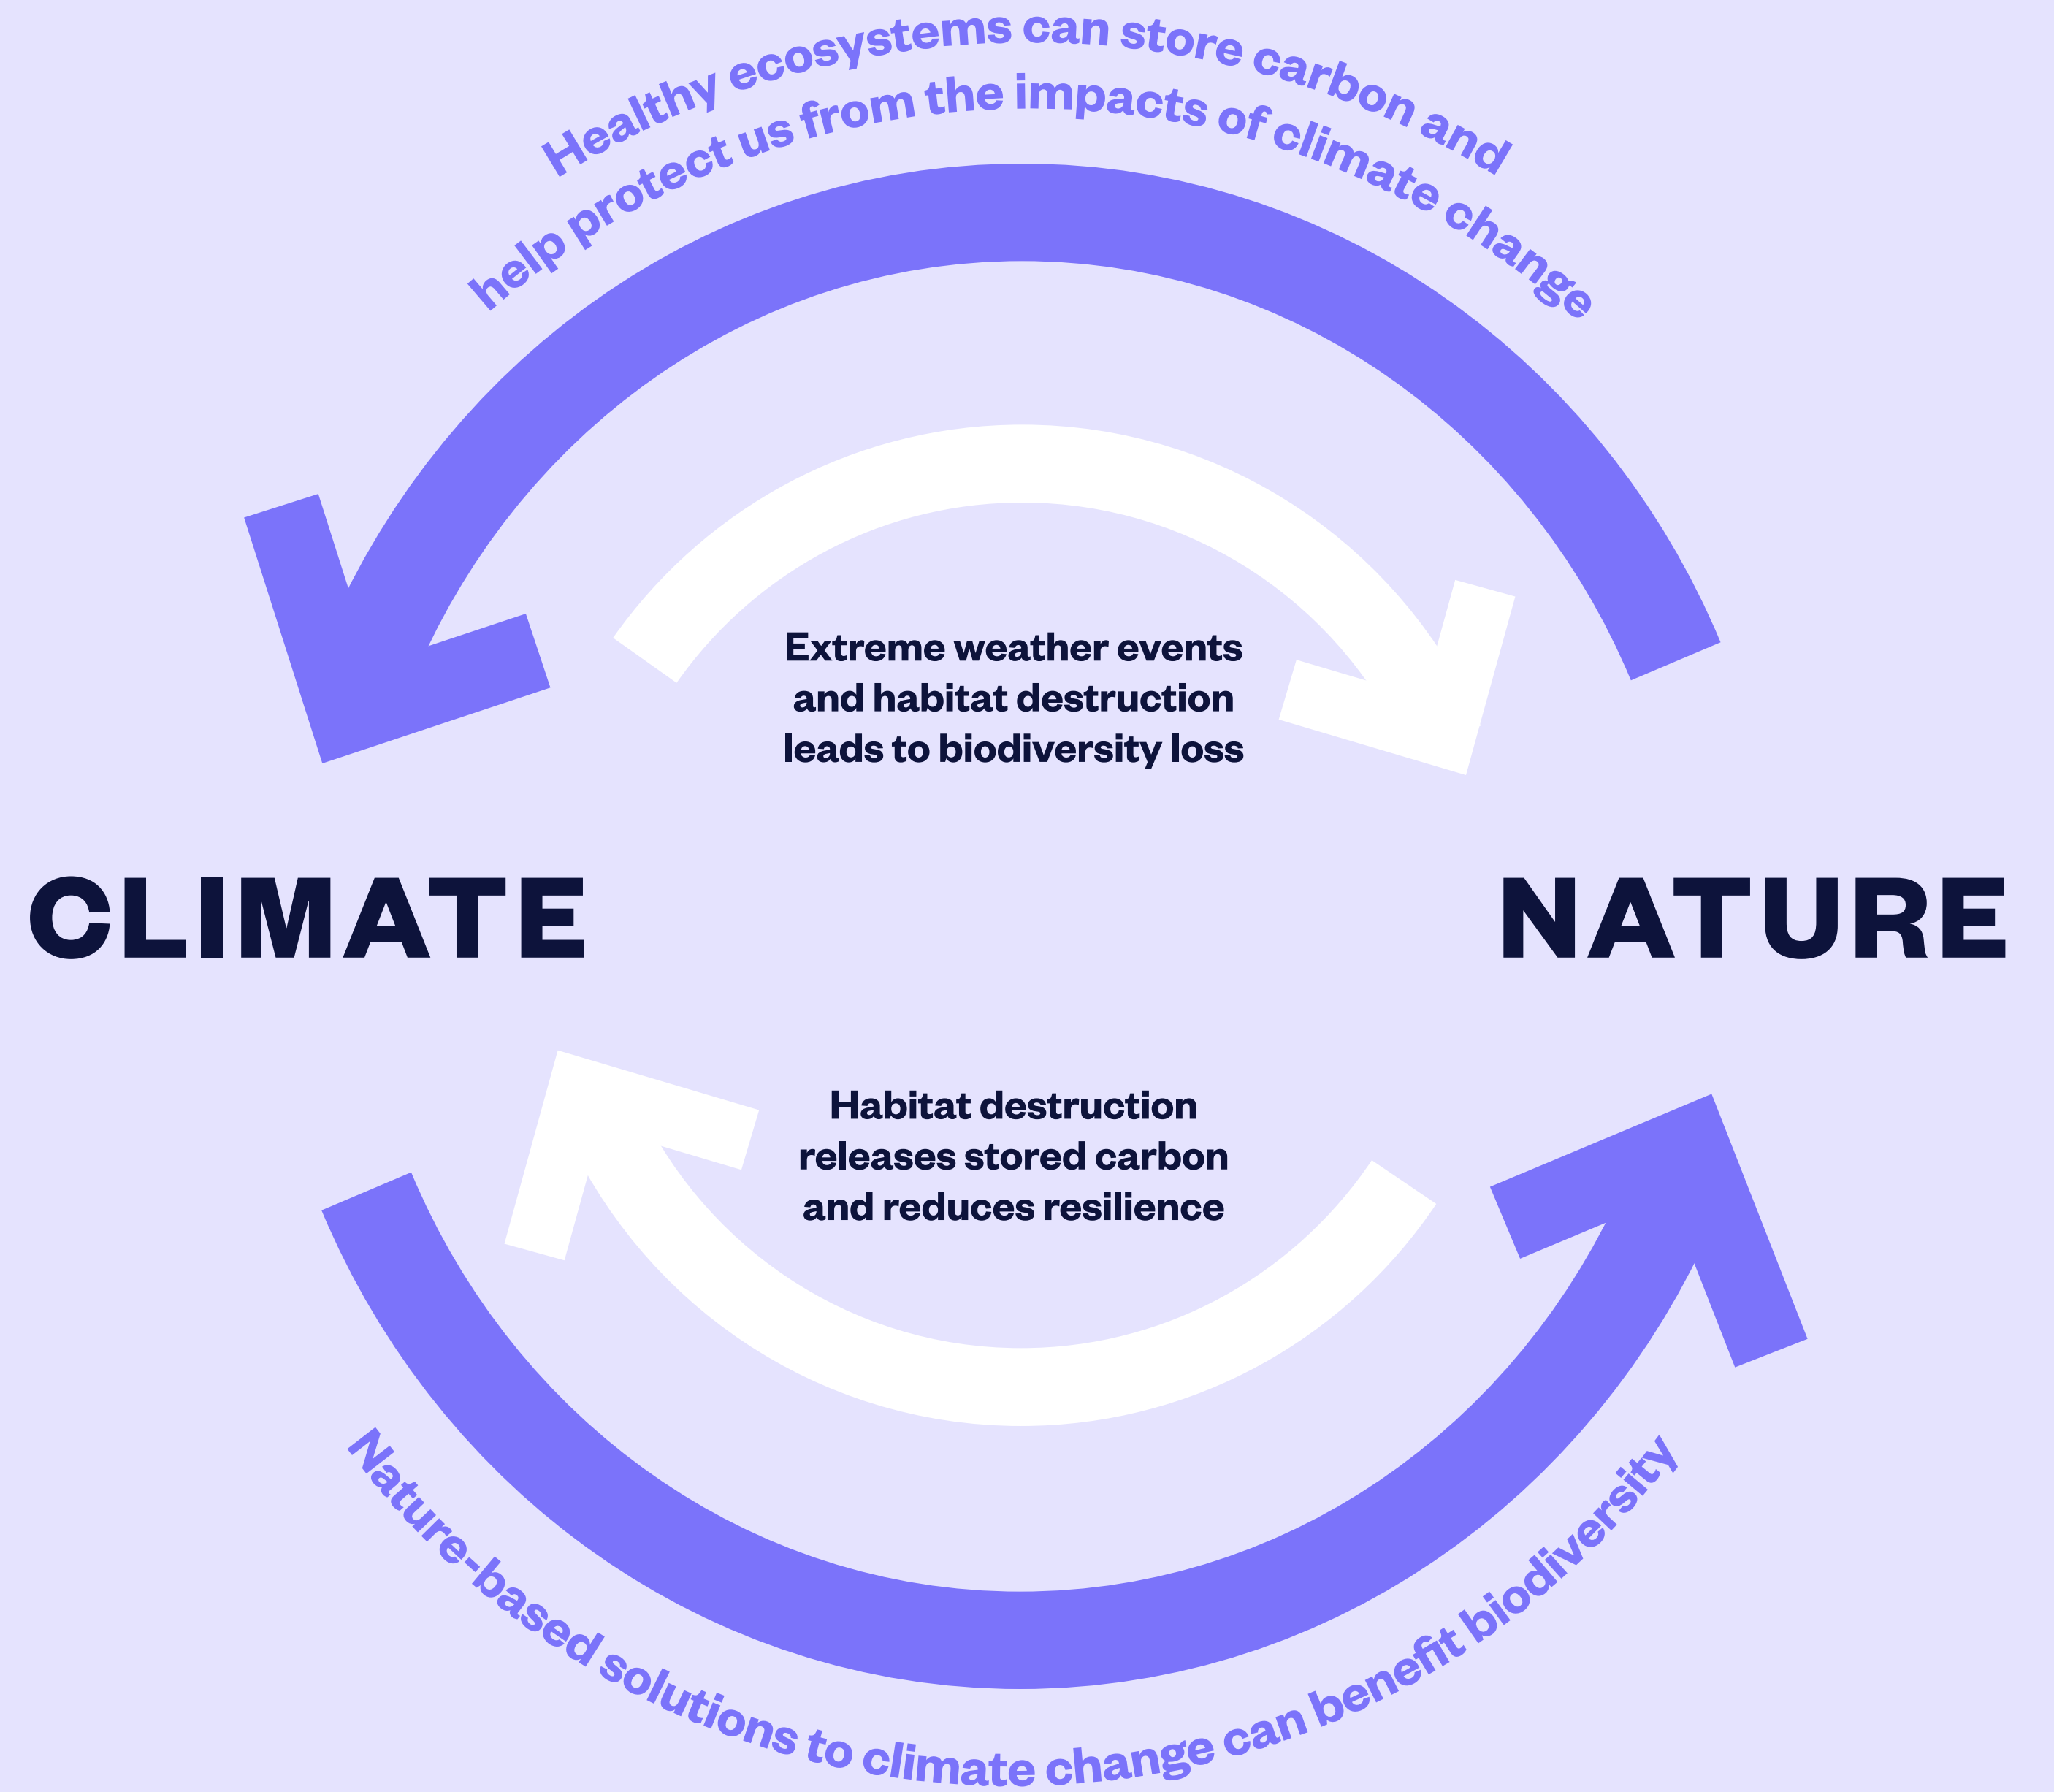 Healthy ecosystems can store carbon and
help protect us from the impacts of climate change
Extreme weather events
and habitat destruction
leads to biodiversity loss
CLIMATE
NATURE
Habitat destruction
releases stored carbon
and reduces resilience
Nature-based solutions to climate change can benefit biodiversity